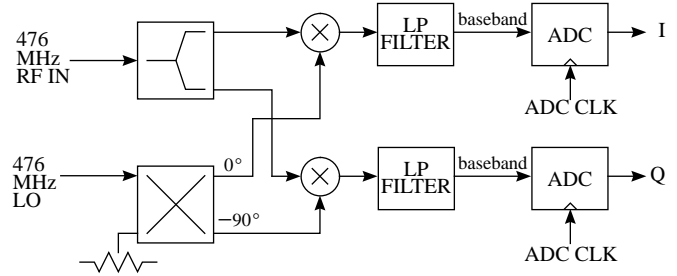 476
MHz
RF IN
LP
FILTER
baseband
ADC
I
ADC CLK
476
MHz
LO
0°
−90°
LP
FILTER
baseband
ADC
Q
ADC CLK